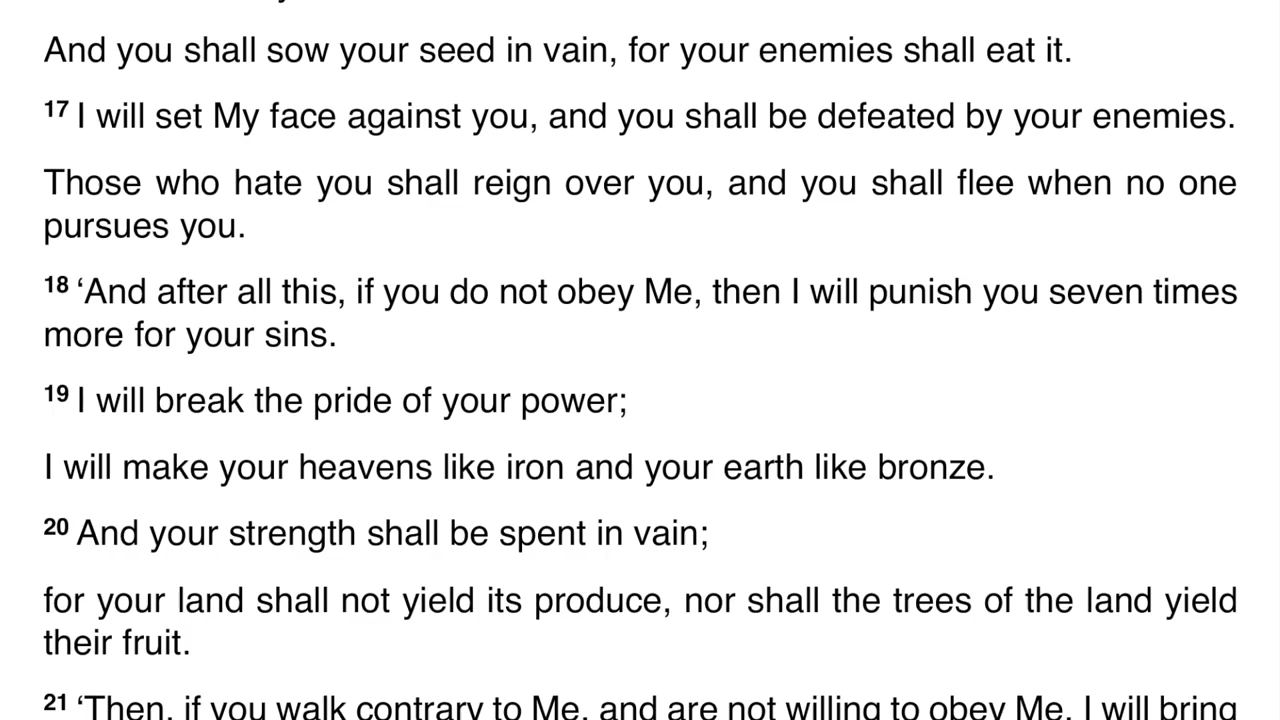 And you shall sow your seed in vain, for your enemies shall eat it.
17 I will set My face against you, and you shall be defeated by your enemies.
Those who hate you shall reign over you, and you shall flee when no one
pursues you.
18 ‘And after all this, if you do not obey Me, then I will punish you seven times
more for your sins.
19 I will break the pride of your power;
I will make your heavens like iron and your earth like bronze.
20 And your strength shall be spent in vain;
for your land shall not yield its produce, nor shall the trees of the land yield
their fruit.
21 ‘Then, if you walk contrary to Me, and are not willing to obey Me, I will bring